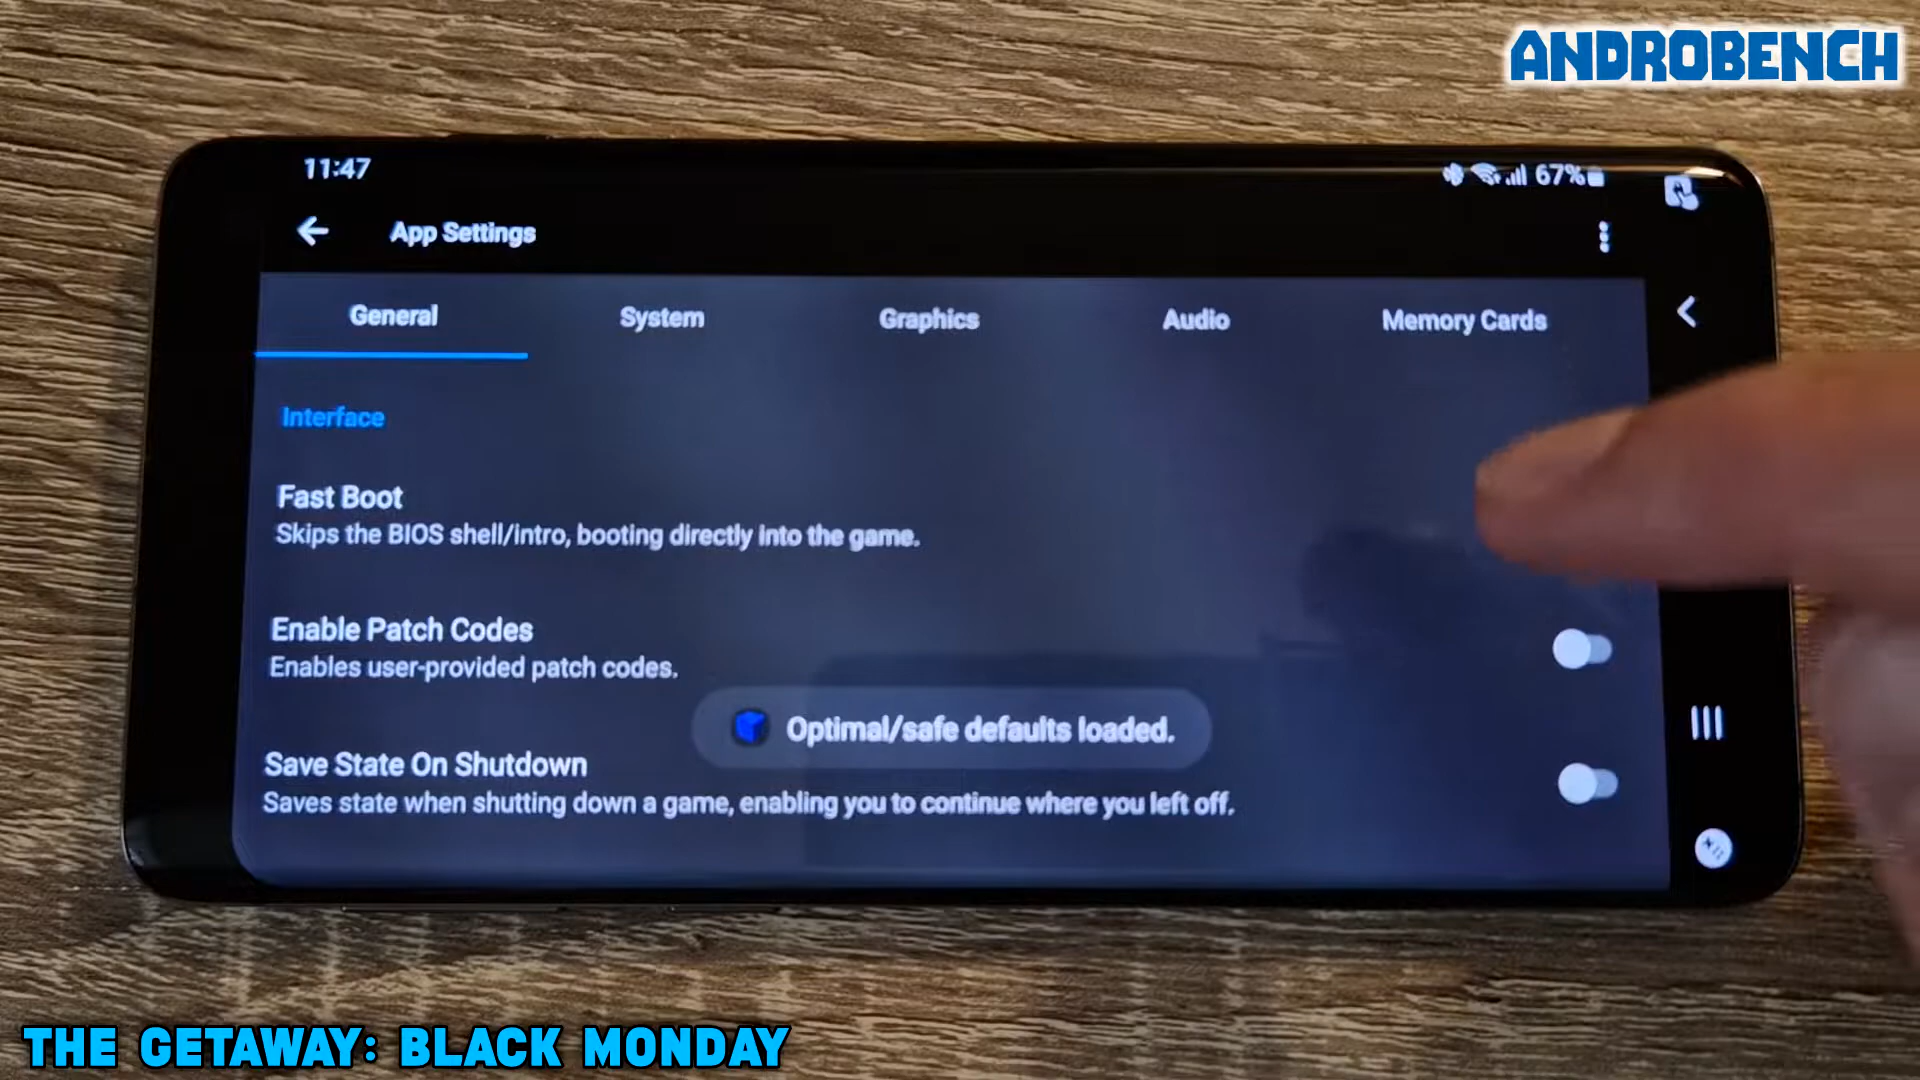 ANDROBENCH
11:47
67%
App Settings
General
System
Graphics
Audio
Memory Cards
Interface
Fast Boot
Skips the BIOS shell/intro, booting directly into the game.
Enable Patch Codes
Enables user-provided patch codes.
Optimal/safe defaults loaded.
Save State On Shutdown
Saves state when shutting down a game, enabling you to continue where you left off.
THE GETAWAY: BLACK MONDAY